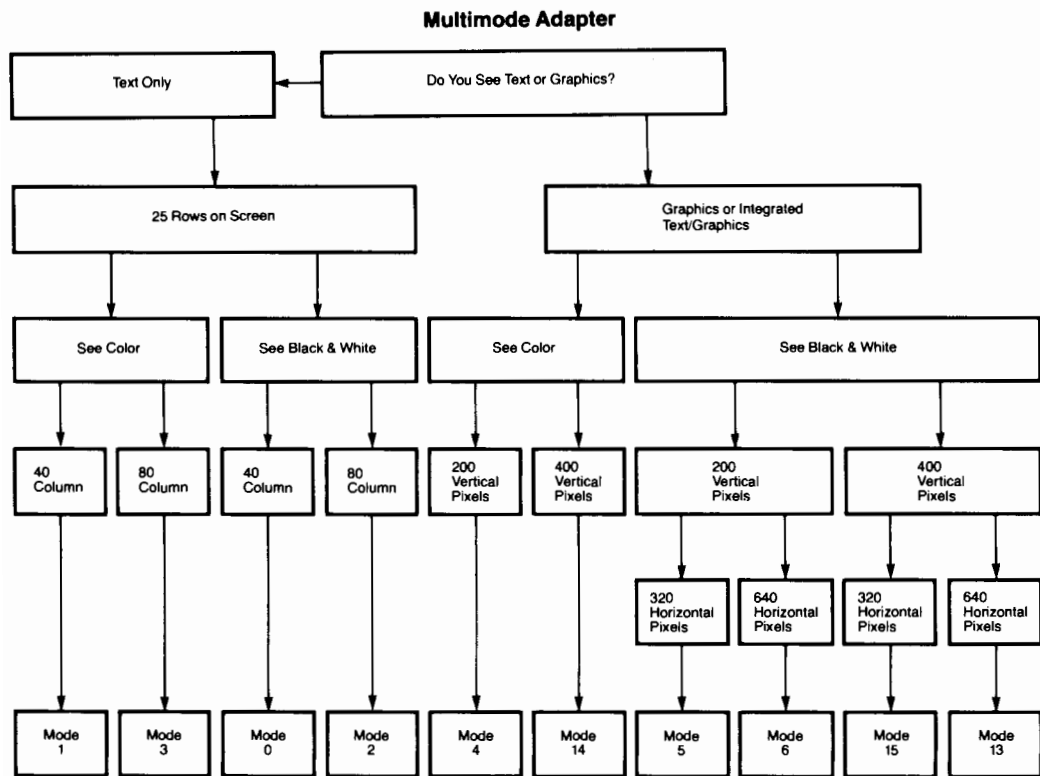 Multimode Adapter
Text Only
Do You See Text or Graphics?
25 Rows on Screen
Graphics or Integrated
Text/Graphics
See Color
See Black & White
See Color
See Black & White
40
Column
80
Column
40
Column
80
Column
200
Vertical
Pixels
400
Vertical
Pixels
200
Vertical
Pixels
400
Vertical
Pixels
320
Horizontal
Pixels
640
Horizontal
Pixels
320
Horizontal
Pixels
640
Horizontal
Pixels
Mode
1
Mode
3
Mode
0
Mode
2
Mode
4
Mode
14
Mode
5
Mode
6
Mode
15
Mode
13